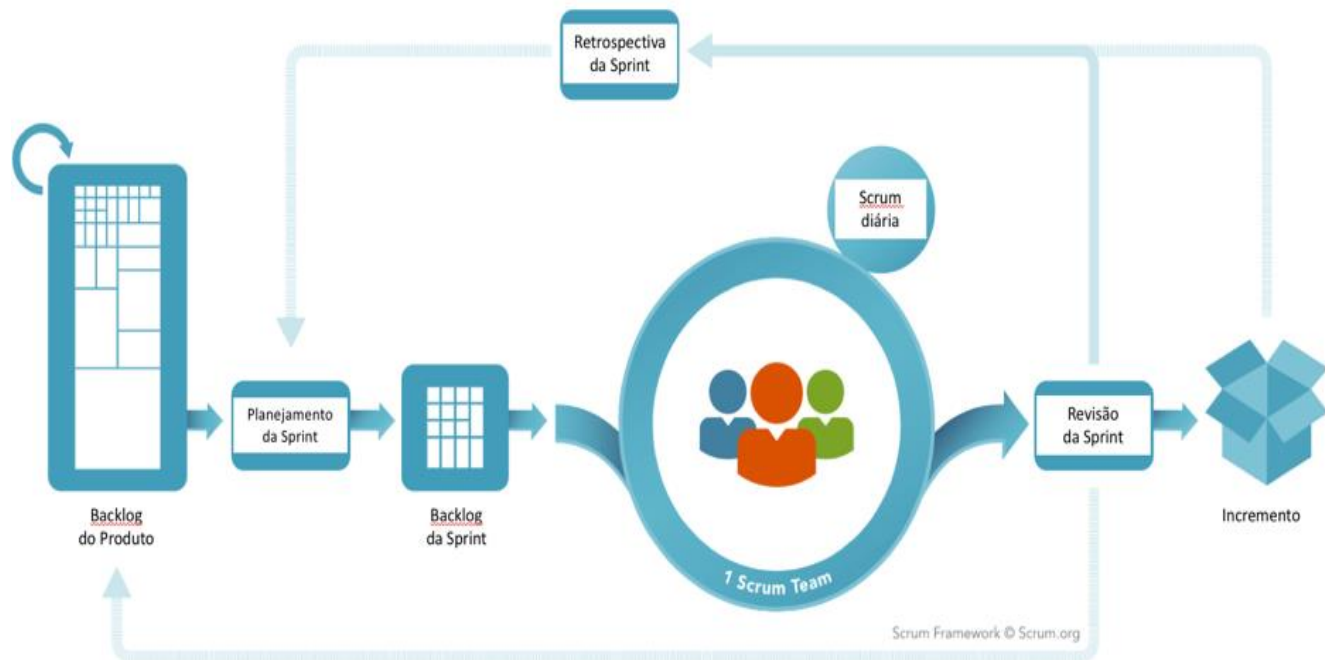 Retrospectiva
da Sprint
Scrum
diária
Planejamento
da Sprint
Revisão
da Sprint
Backlog
do Produto
Backlog
da Sprint
Incremento
1 Scrum Team
Scrum Framework © Scrum.org